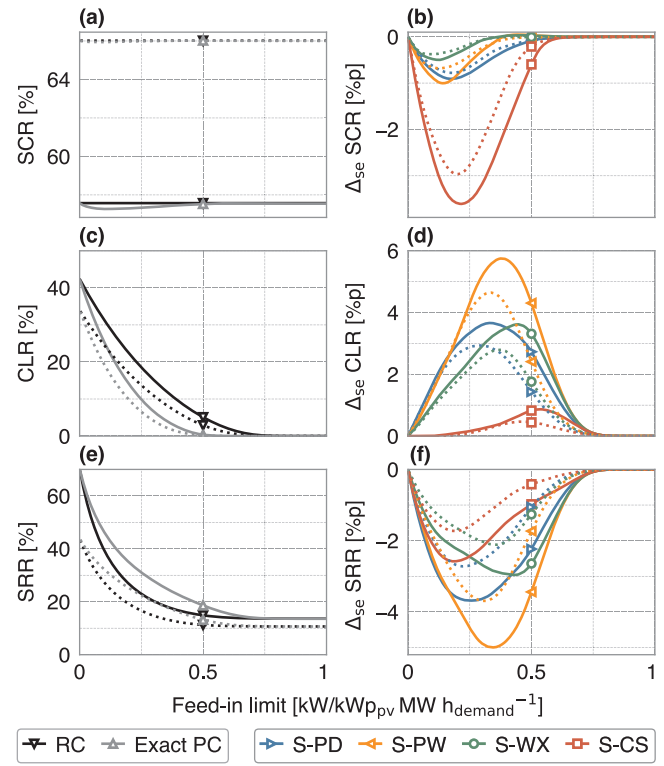 (a)
(b)
SCR [%]
64
60
Δse SCR [%p]
0
−2
(c)
(d)
CLR [%]
40
20
0
Δse CLR [%p]
6
4
2
0
(e)
(f)
SRR [%]
60
40
20
0
Δse SRR [%p]
0
−2
−4
0 0.5 1
0 0.5 1
Feed-in limit [kW/kWp_pv MW h_demand⁻¹]
RC Exact PC S-PD S-PW S-WX S-CS